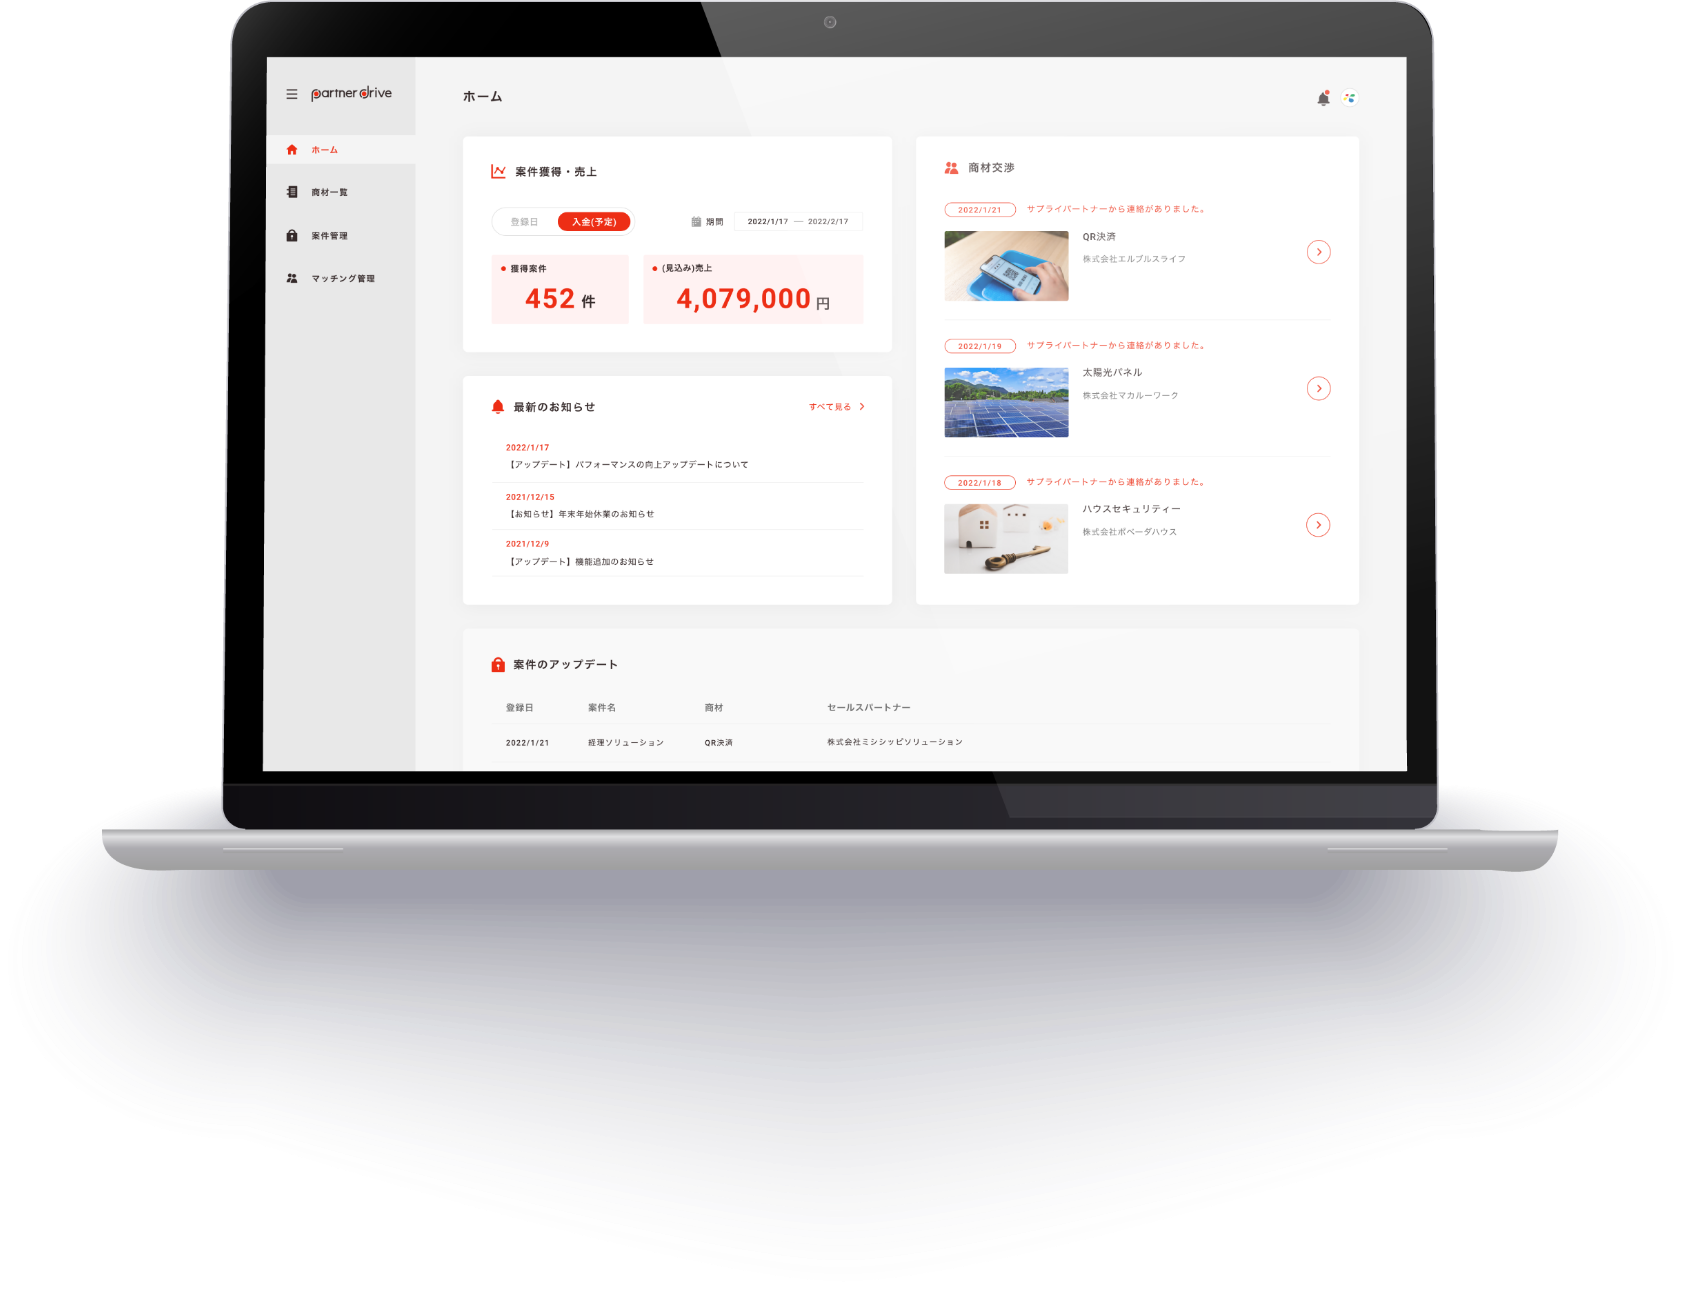 partner drive
ホーム
商材一覧
案件管理
マッチング管理
ホーム
案件獲得・売上
登録日
入金(予定)
期間
2022/1/17 — 2022/2/17
獲得案件
452 件
(見込み)売上
4,079,000 円
最新のお知らせ
すべて見る
2022/1/17
【アップデート】パフォーマンスの向上アップデートについて
2021/12/15
【お知らせ】年末年始休業のお知らせ
2021/12/9
【アップデート】機能追加のお知らせ
商材交渉
2022/1/21 サプライパートナーから連絡がありました。
QR決済
株式会社エルブルスライフ
2022/1/19 サプライパートナーから連絡がありました。
太陽光パネル
株式会社マカルーワーク
2022/1/18 サプライパートナーから連絡がありました。
ハウスセキュリティー
株式会社ポベーダハウス
案件のアップデート
登録日 案件名 商材 セールスパートナー
2022/1/21 経理ソリューション QR決済 株式会社ミシシッピソリューション